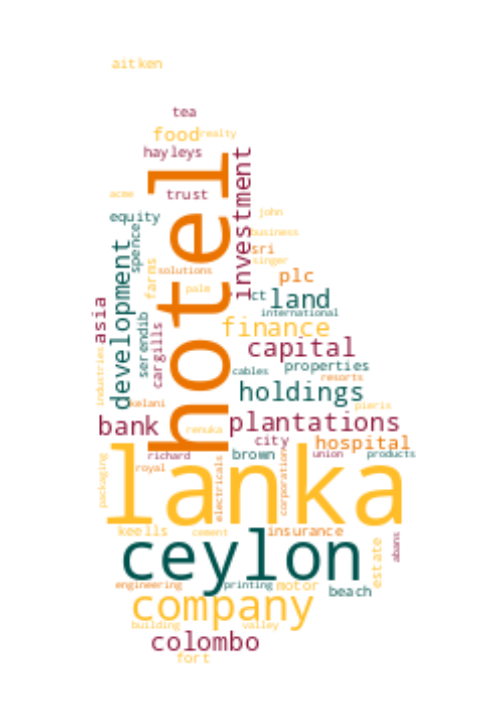 aitken
tea
food
realty
hayleys
hotel
investment
acme
trust
equity
john
spence
business
sri
singer
development
solutions
farms
plc
palm
ct
land
asia
serendib
cargills
international
finance
capital
industries
cables
properties
resorts
holdings
kelani
pieris
bank
renuka
plantations
city
hospital
lanka
richard
brown
union
products
royal
packaging
electricals
corporation
keells
cement
insurance
ceylon
abans
estate
engineering
printing
motor
beach
company
building
valley
colombo
fort